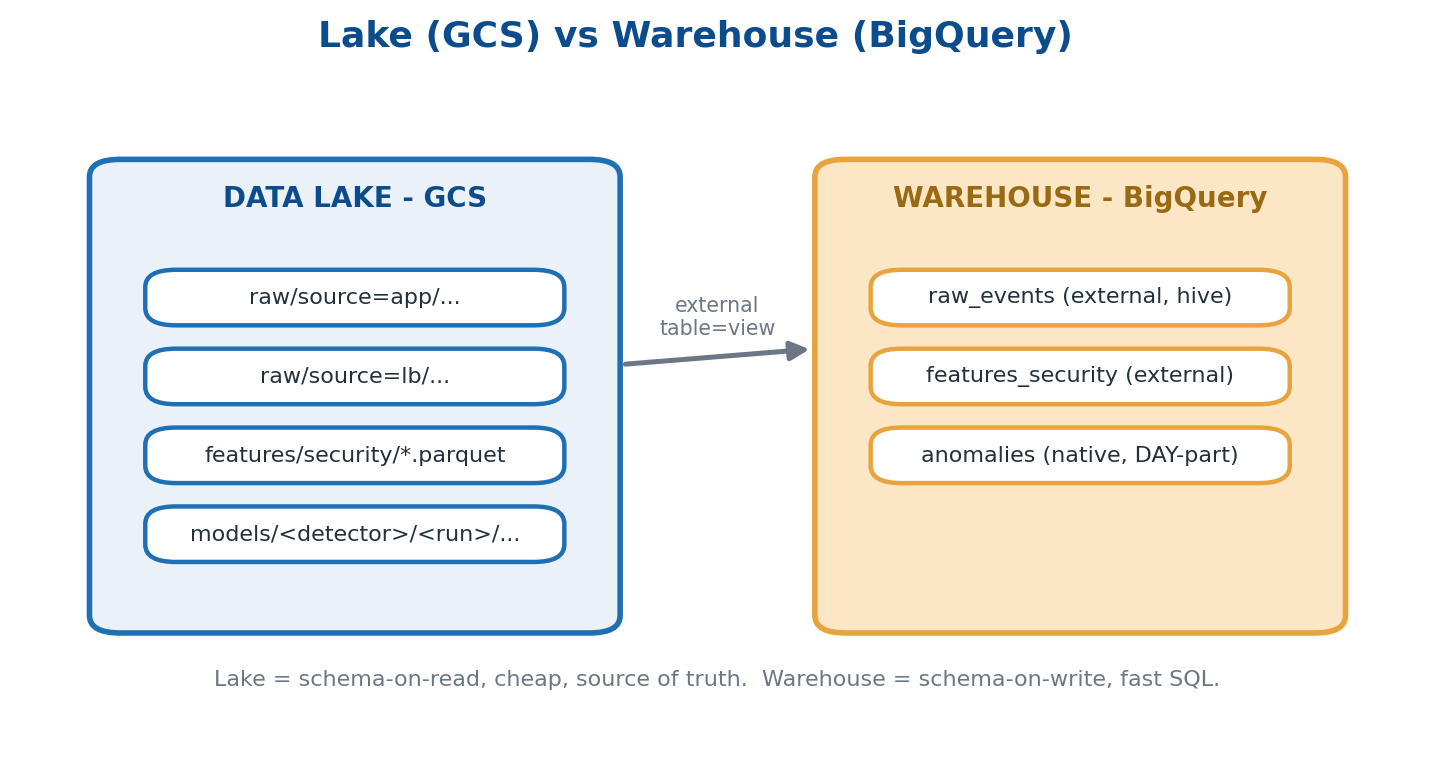 Lake (GCS) vs Warehouse (BigQuery)
DATA LAKE - GCS
raw/source=app/...
raw/source=lb/...
features/security/*.parquet
models/<detector>/<run>/...
external
table=view
WAREHOUSE - BigQuery
raw_events (external, hive)
features_security (external)
anomalies (native, DAY-part)
Lake = schema-on-read, cheap, source of truth.  Warehouse = schema-on-write, fast SQL.